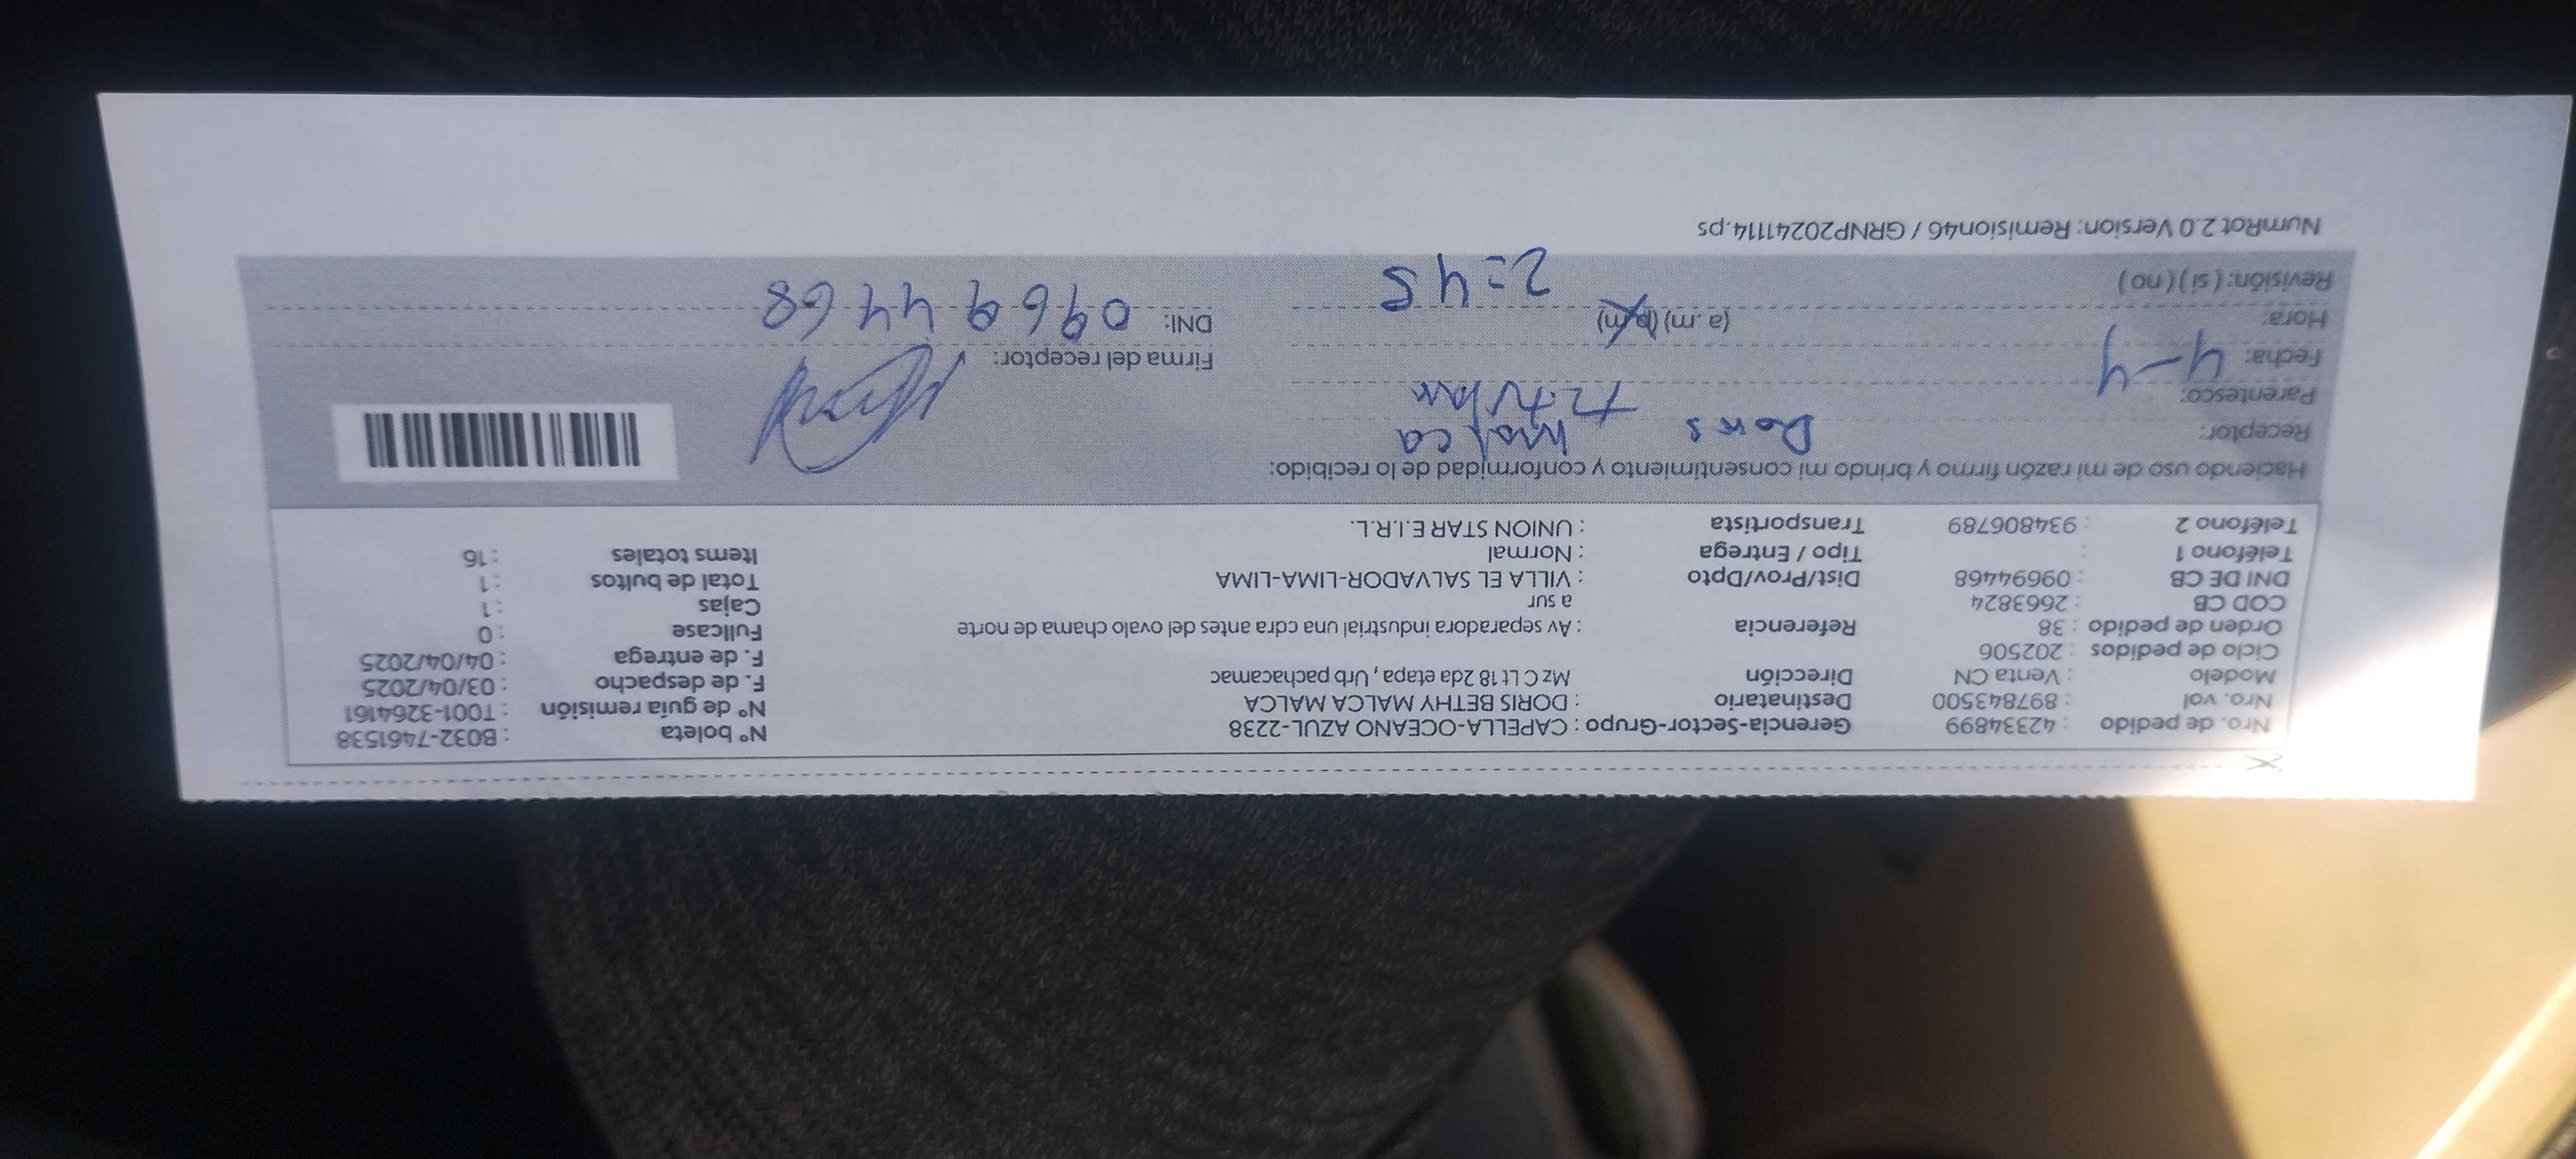 Nro. de pedido : 42334899 Gerencia-Sector-Grupo : CAPELLA-OCEANO AZUL-2238 N° boleta : B032-7461538
Nro. val : 897843500 Destinatario : DORIS BETHY MALCA MALCA N° de guía remisión : T001-3264161
Modelo : Venta CN Dirección Mz C Lt 18 2da etapa , Urb pachacamac F. de despacho : 03/04/2025
Ciclo de pedidos : 202506 F. de entrega : 04/04/2025
Orden de pedido : 38 Referencia : Av separadora industrial una cdra antes del ovalo chama de norte Fullcase : 0
COD CB : 2663824 a sur Cajas : 1
DNI DE CB : 09694468 Dist/Prov/Dpto : VILLA EL SALVADOR-LIMA-LIMA Total de bultos : 1
Teléfono 1 : Tipo / Entrega : Normal Items totales : 16
Teléfono 2 : 934806789 Transportista : UNION STAR E.I.R.L.
Haciendo uso de mi razón firmo y brindo mi consentimiento y conformidad de lo recibido:
Receptor: Doris Malca
Parentesco: titular
Fecha: 4-4 Firma del receptor:
Hora: (a.m) (p.m) 2:45 DNI: 09694468
Revisión: ( si ) ( no )
NumRot 2.0 Version: Remision46 / GRNP20241114.ps